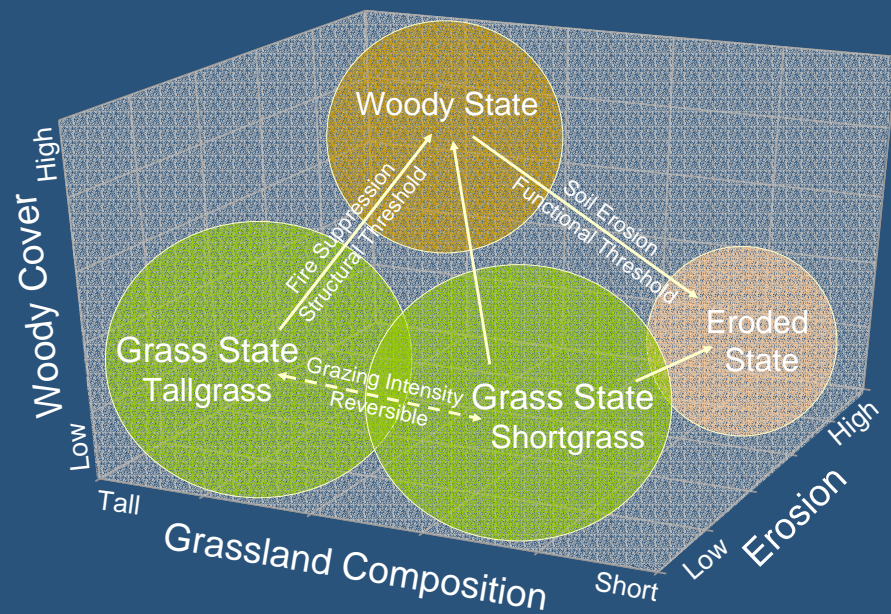 Woody State
High
Woody Cover
Low
Fire Suppression
Structural Threshold
Soil Erosion
Functional Threshold
Grass State
Tallgrass
Grazing Intensity
Reversible
Grass State
Shortgrass
Eroded
State
High
Erosion
Low
Tall
Grassland Composition
Short